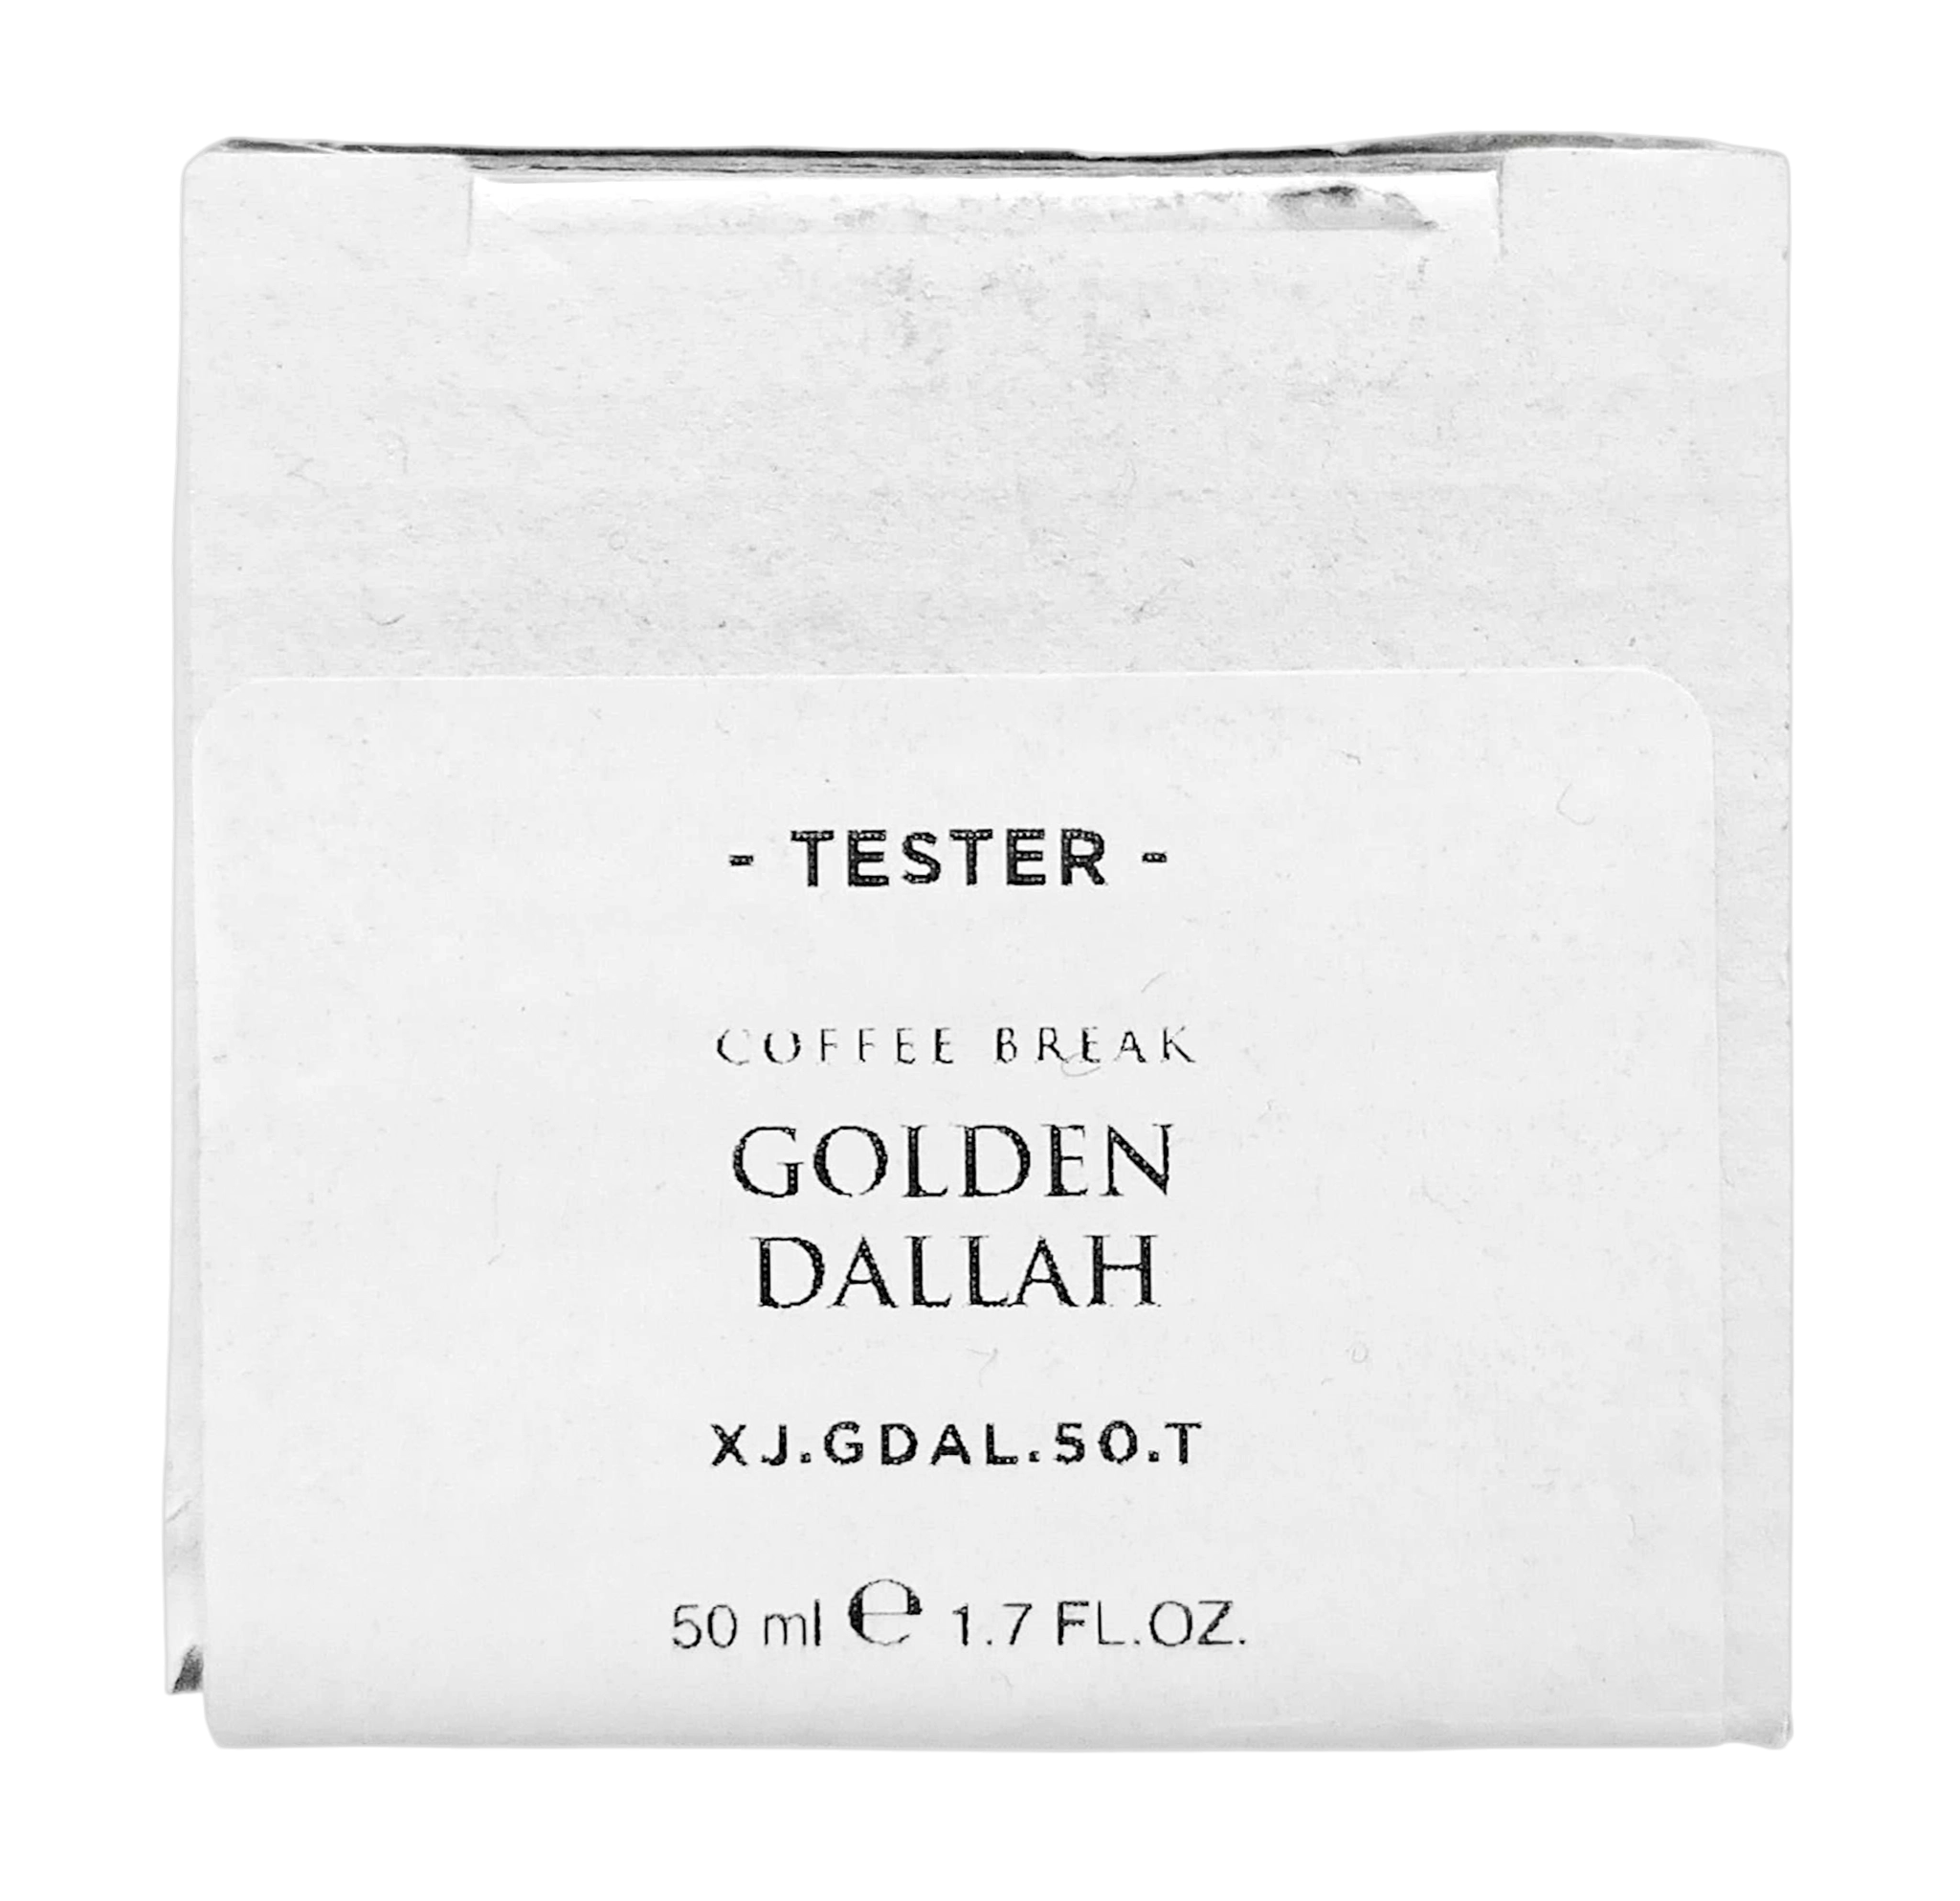 - TESTER -
COFFEE BREAK
GOLDEN
DALLAH
XJ.GDAL.50.T
50 ml ℮ 1.7 FL.OZ.